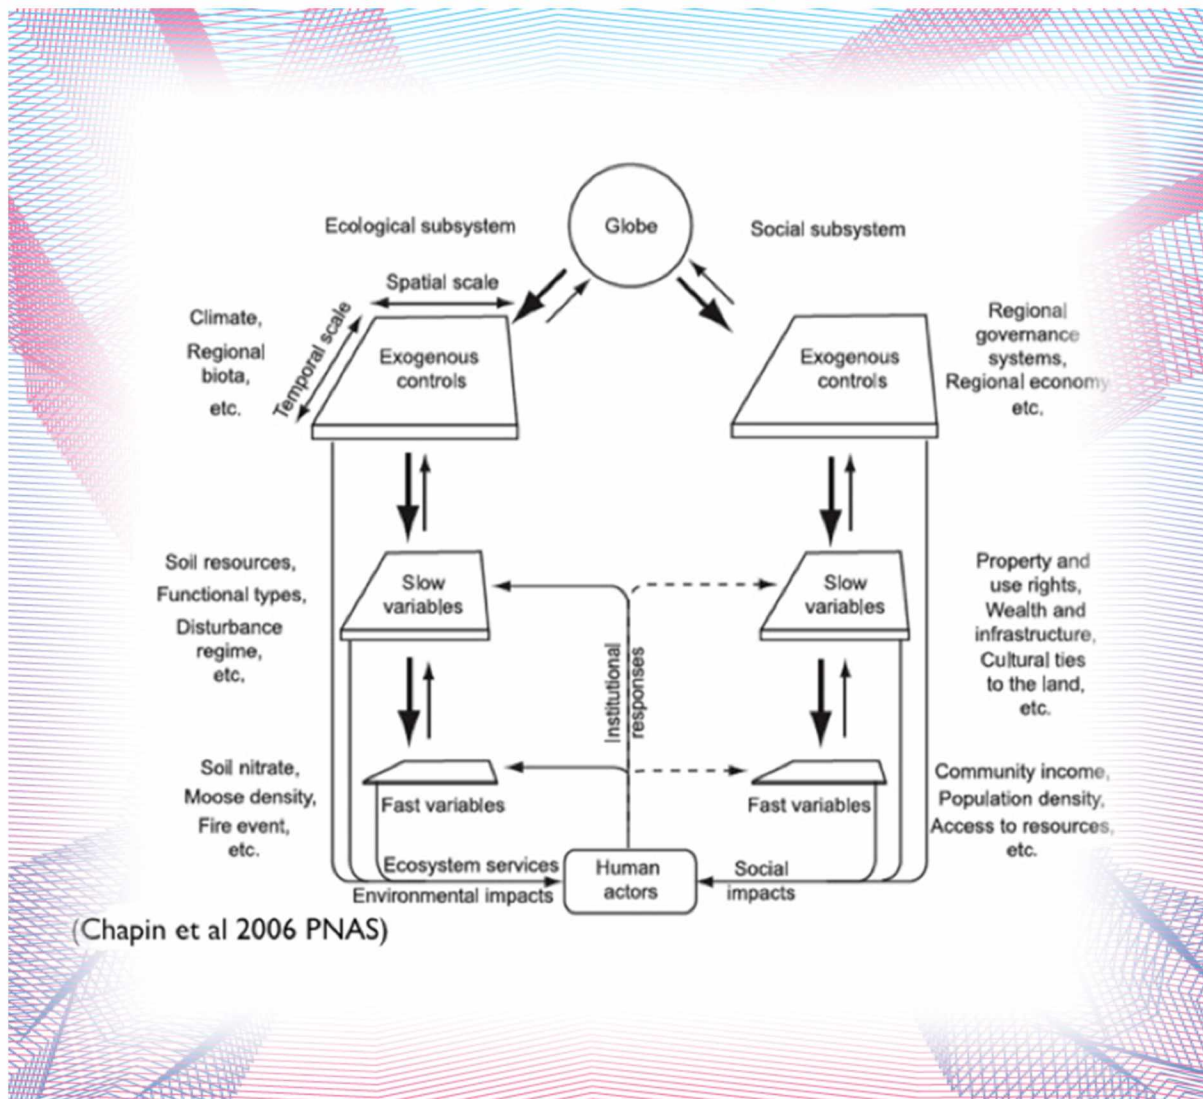 Ecological subsystem
Globe
Social subsystem
Spatial scale
Temporal scale
Climate,
Regional
biota,
etc.
Exogenous
controls
Exogenous
controls
Regional
governance
systems,
Regional economy
etc.
Soil resources,
Functional types,
Disturbance
regime,
etc.
Slow
variables
Institutional
responses
Slow
variables
Property and
use rights,
Wealth and
infrastructure,
Cultural ties
to the land,
etc.
Soil nitrate,
Moose density,
Fire event,
etc.
Fast variables
Fast variables
Community income,
Population density,
Access to resources,
etc.
Ecosystem services
Environmental impacts
Human
actors
Social
impacts
(Chapin et al 2006 PNAS)